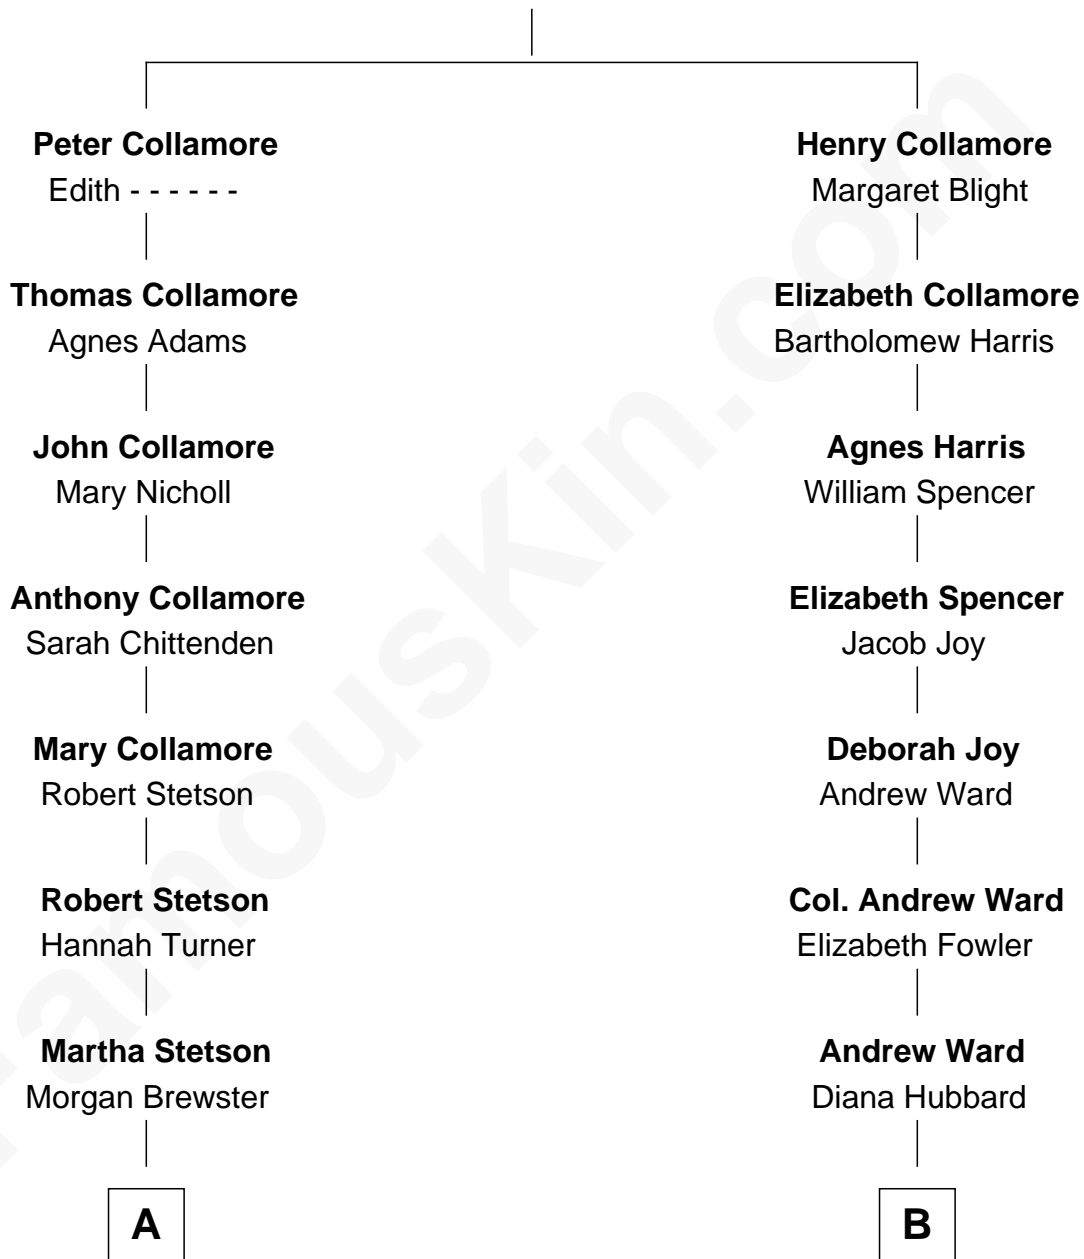 Peter Collamore
Edith - - - - - -
Thomas Collamore
Agnes Adams
John Collamore
Mary Nicholl
Anthony Collamore
Sarah Chittenden
Mary Collamore
Robert Stetson
Robert Stetson
Hannah Turner
Martha Stetson
Morgan Brewster
A
Henry Collamore
Margaret Blight
Elizabeth Collamore
Bartholomew Harris
Agnes Harris
William Spencer
Elizabeth Spencer
Jacob Joy
Deborah Joy
Andrew Ward
Col. Andrew Ward
Elizabeth Fowler
Andrew Ward
Diana Hubbard
B
FamousKin.com